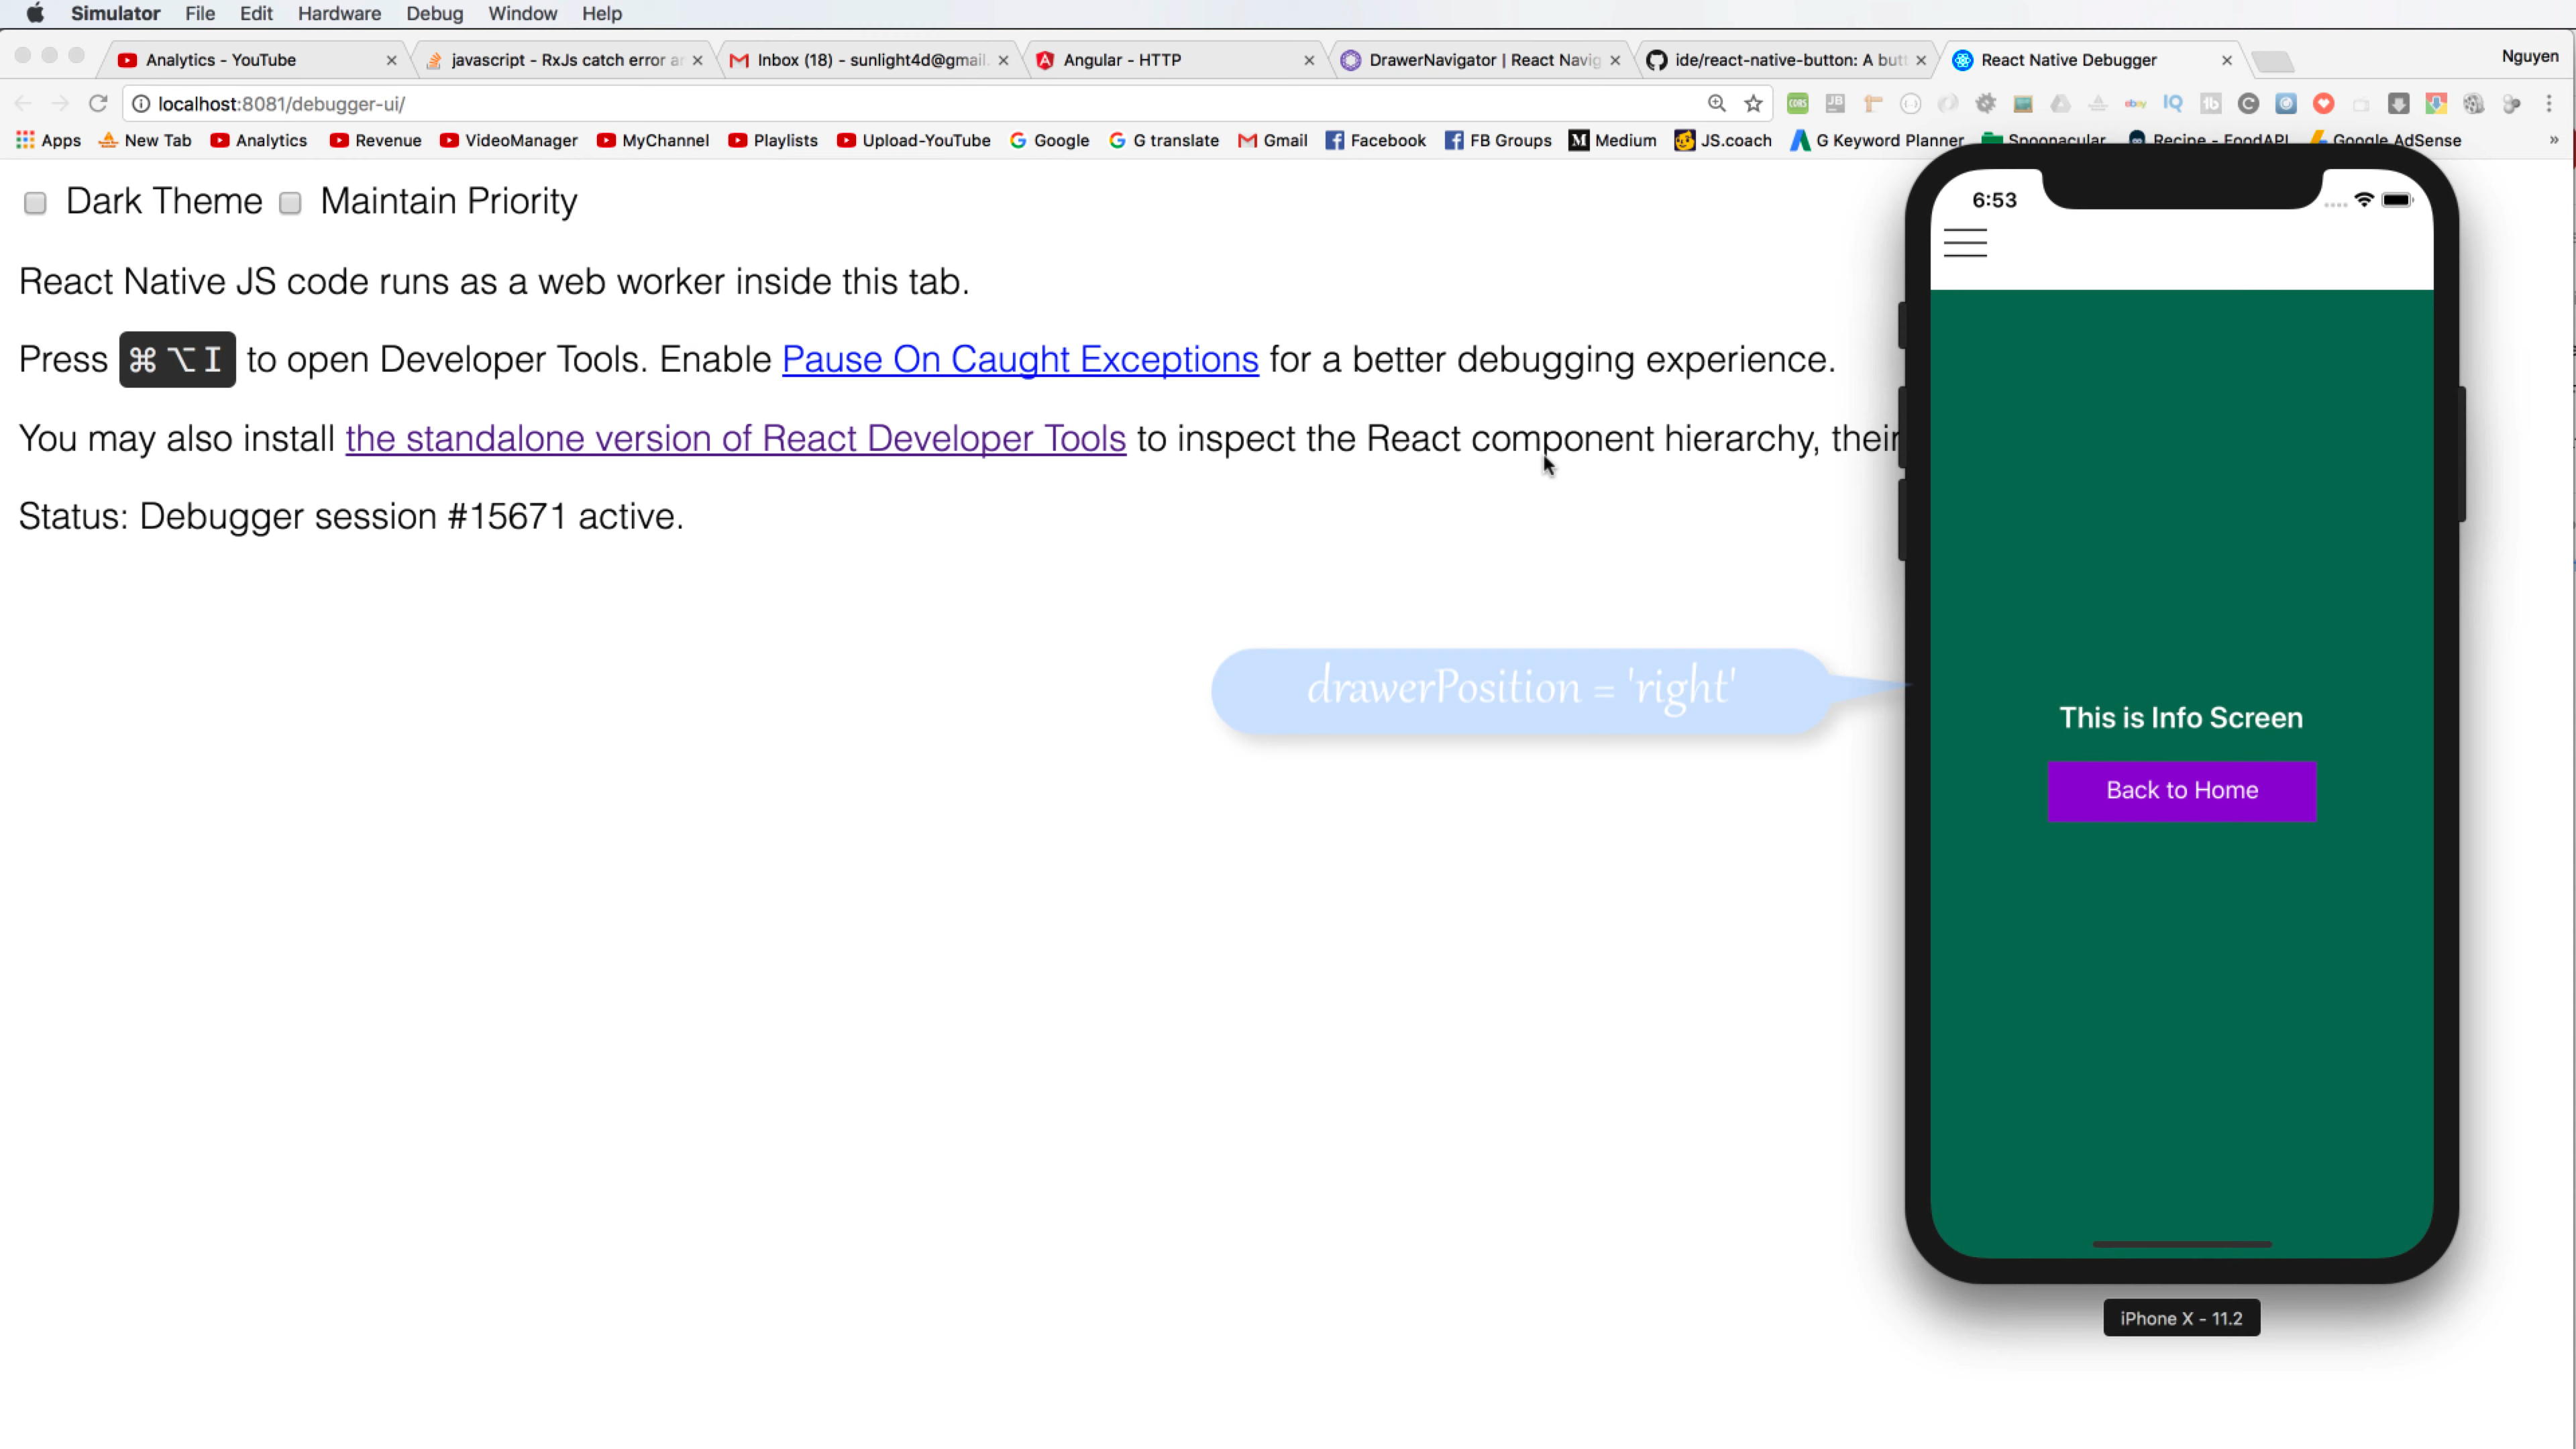 Simulator File Edit Hardware Debug Window Help
Analytics - YouTube
javascript - RxJs catch error a
Inbox (18) - sunlight4d@gmail.
Angular - HTTP
DrawerNavigator | React Navig
ide/react-native-button: A butt
React Native Debugger
Nguyen
localhost:8081/debugger-ui/
Apps New Tab Analytics Revenue VideoManager MyChannel Playlists Upload-YouTube Google G translate Gmail Facebook FB Groups Medium JS.coach G Keyword Planner Spoonacular Recipe - FoodAPI Google AdSense »
Dark Theme Maintain Priority
React Native JS code runs as a web worker inside this tab.
Press ⌘⌥I to open Developer Tools. Enable Pause On Caught Exceptions for a better debugging experience.
You may also install the standalone version of React Developer Tools to inspect the React component hierarchy, their
Status: Debugger session #15671 active.
drawerPosition = 'right'
6:53
This is Info Screen
Back to Home
iPhone X - 11.2